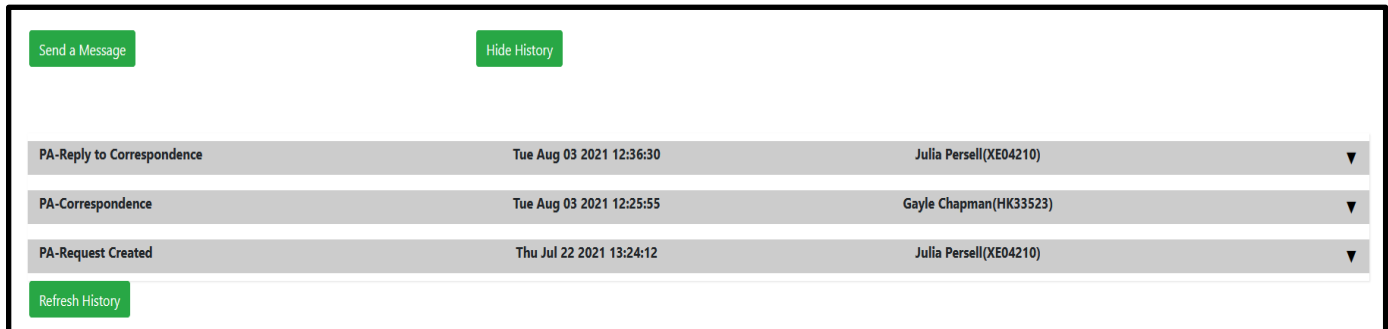 Send a Message Hide History
PA-Reply to Correspondence Tue Aug 03 2021 12:36:30 Julia Persell(XE04210) ▼
PA-Correspondence Tue Aug 03 2021 12:25:55 Gayle Chapman(HK33523) ▼
PA-Request Created Thu Jul 22 2021 13:24:12 Julia Persell(XE04210) ▼
Refresh History